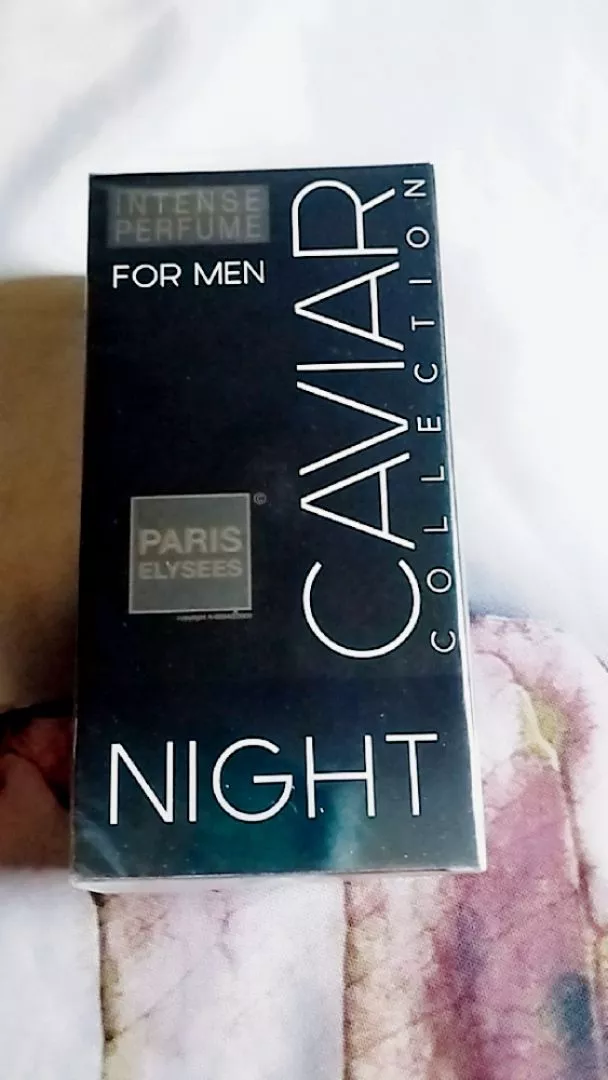 INTENSE
PERFUME
FOR MEN
CAVIAR
COLLECTION
©
PARIS
ELYSEES
NIGHT